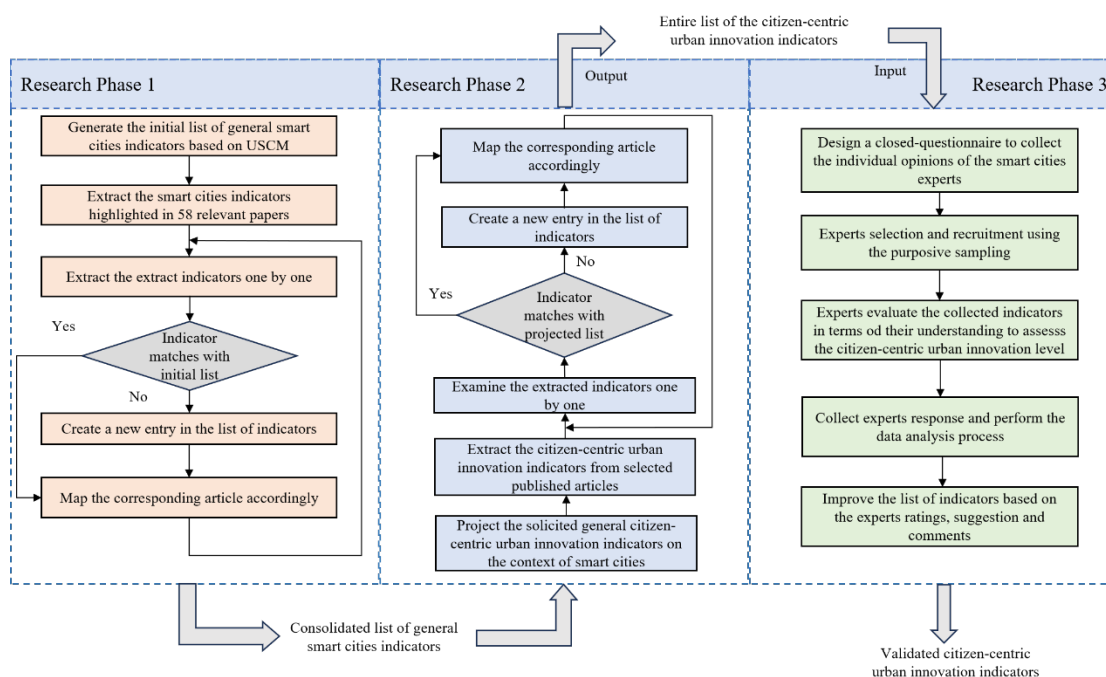 Entire list of the citizen-centric
urban innovation indicators
Output
Input
Research Phase 1
Research Phase 2
Research Phase 3
Generate the initial list of general smart
cities indicators based on USCM
Extract the smart cities indicators
highlighted in 58 relevant papers
Extract the extract indicators one by one
Yes
Indicator
matches with
initial list
No
Create a new entry in the list of indicators
Map the corresponding article accordingly
Map the corresponding article
accordingly
Create a new entry in the list of
indicators
No
Yes
Indicator
matches with
projected list
Examine the extracted indicators one
by one
Extract the citizen-centric urban
innovation indicators from selected
published articles
Project the solicited general citizen-
centric urban innovation indicators on
the context of smart cities
Design a closed-questionnaire to collect
the individual opinions of the smart cities
experts
Experts selection and recruitment using
the purposive sampling
Experts evaluate the collected indicators
in terms od their understanding to assesss
the citizen-centric urban innovation level
Collect experts response and perform the
data analysis process
Improve the list of indicators based on
the experts ratings, suggestion and
comments
Consolidated list of general
smart cities indicators
Validated citizen-centric
urban innovation indicators